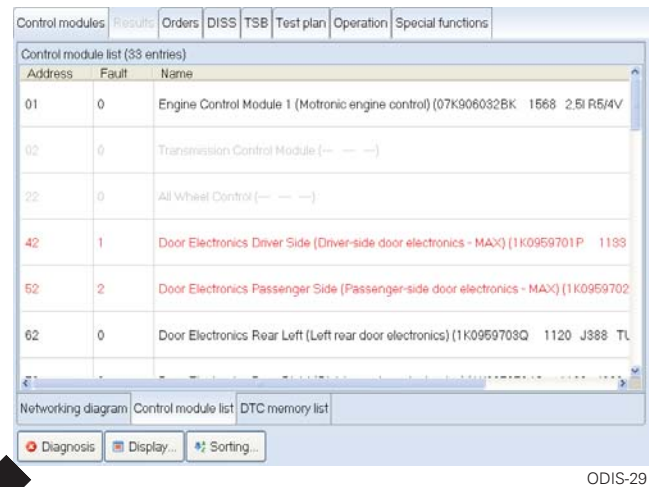 Control modules Results Orders DISS TSB Test plan Operation Special functions
Control module list (33 entries)
Address Fault Name
01 0 Engine Control Module 1 (Motronic engine control) (07K906032BK 1568 2,5l R5/4V
02 0 Transmission Control Module (--- --- ---)
22 0 All Wheel Control (--- --- ---)
42 1 Door Electronics Driver Side (Driver-side door electronics - MAX) (1K0959701P 1133
52 2 Door Electronics Passenger Side (Passenger-side door electronics - MAX) (1K0959702
62 0 Door Electronics Rear Left (Left rear door electronics) (1K0959703Q 1120 J388 TU
Networking diagram Control module list DTC memory list
Diagnosis Display... Sorting...
ODIS-29